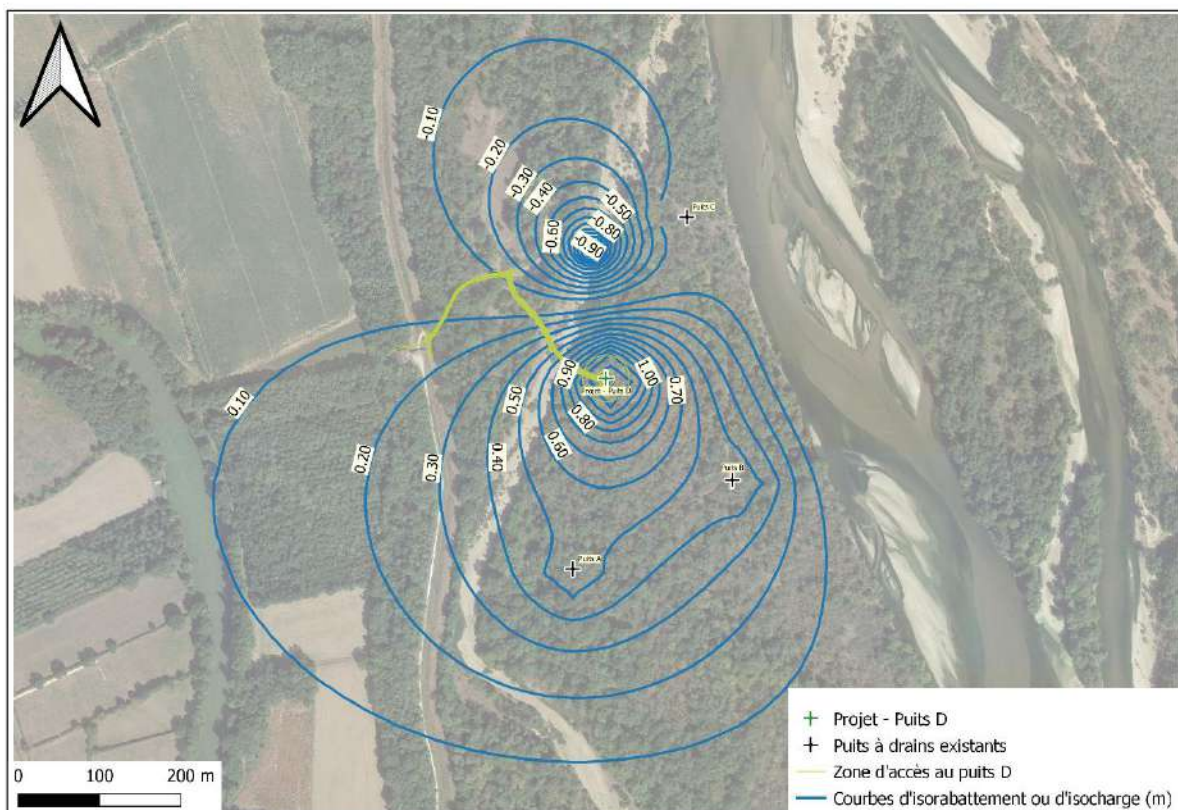 -0.10
-0.20
-0.30
-0.40
-0.50
-0.60
-0.80
-0.90
Puits C
0.10
0.20
0.30
0.40
0.50
0.60
0.90
0.80
1.00
0.70
Projet - Puits D
Puits B
Puits A
Projet - Puits D
Puits à drains existants
Zone d'accès au puits D
Courbes d'isorabattement ou d'isocharge (m)
0 100 200 m